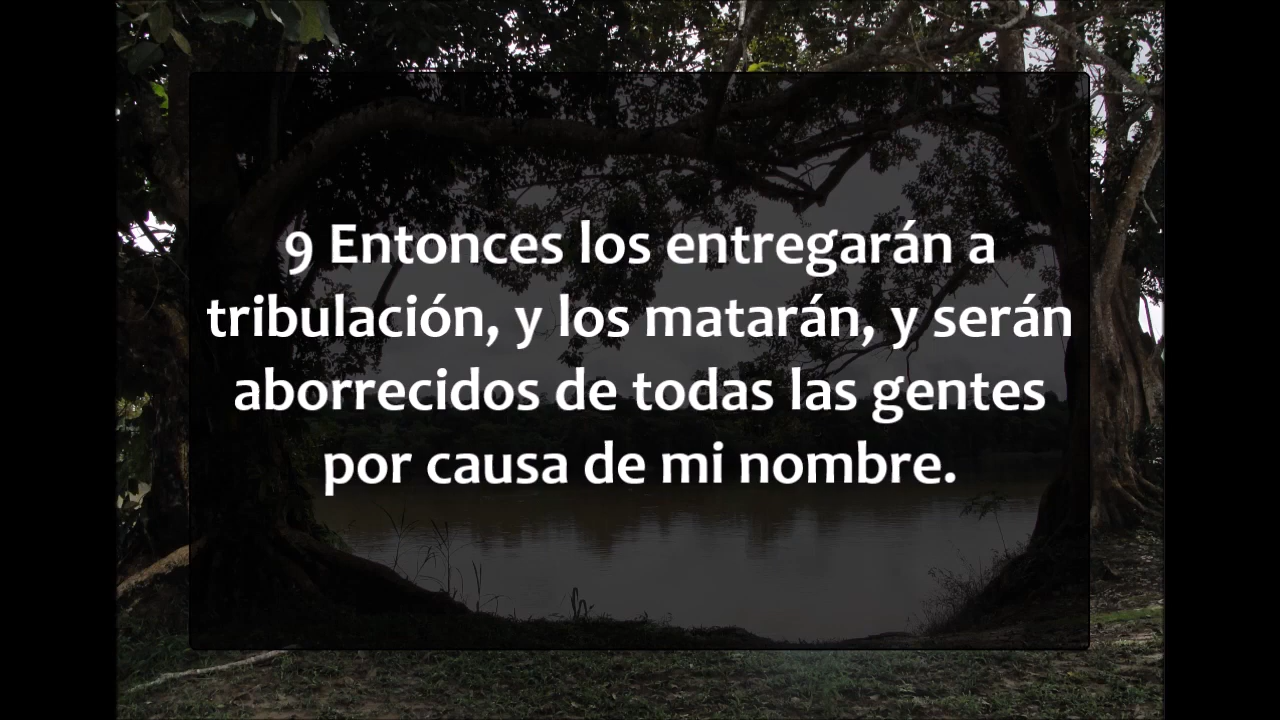 9 Entonces los entregarán a
tribulación, y los matarán, y serán
aborrecidos de todas las gentes
por causa de mi nombre.